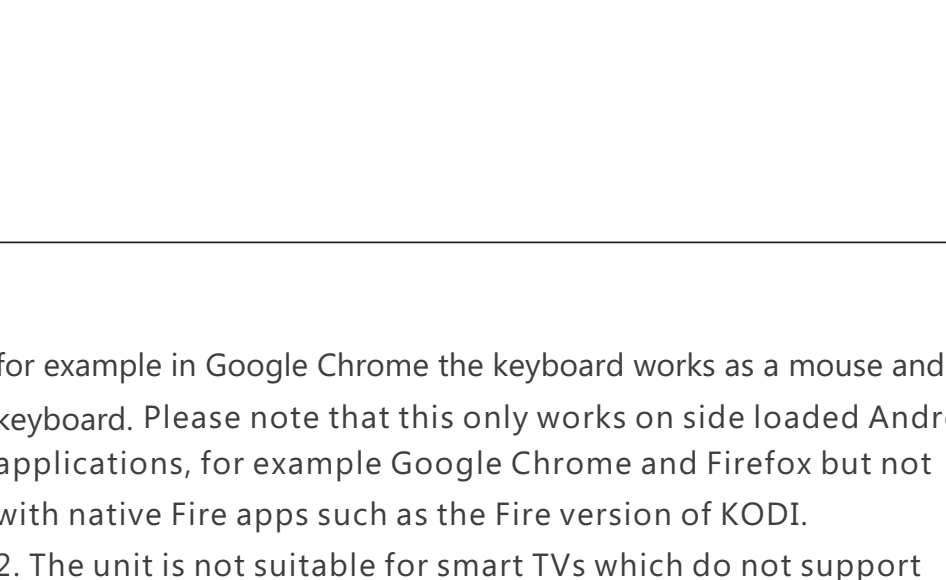 for example in Google Chrome the keyboard works as a mouse and
keyboard. Please note that this only works on side loaded Andr
applications, for example Google Chrome and Firefox but not
with native Fire apps such as the Fire version of KODI.
2. The unit is not suitable for smart TVs which do not support